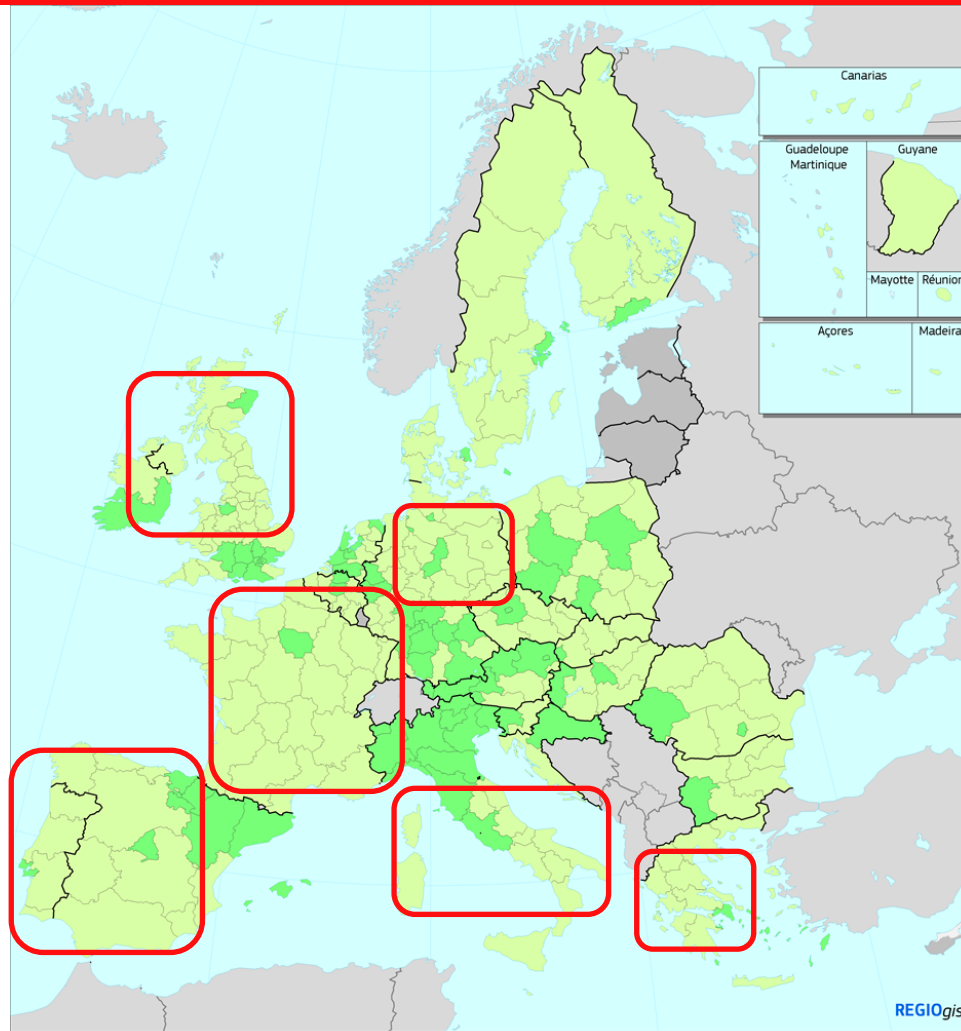 Canarias
Guadeloupe
Martinique
Guyane
Mayotte
Réunion
Açores
Madeira
REGIOgis